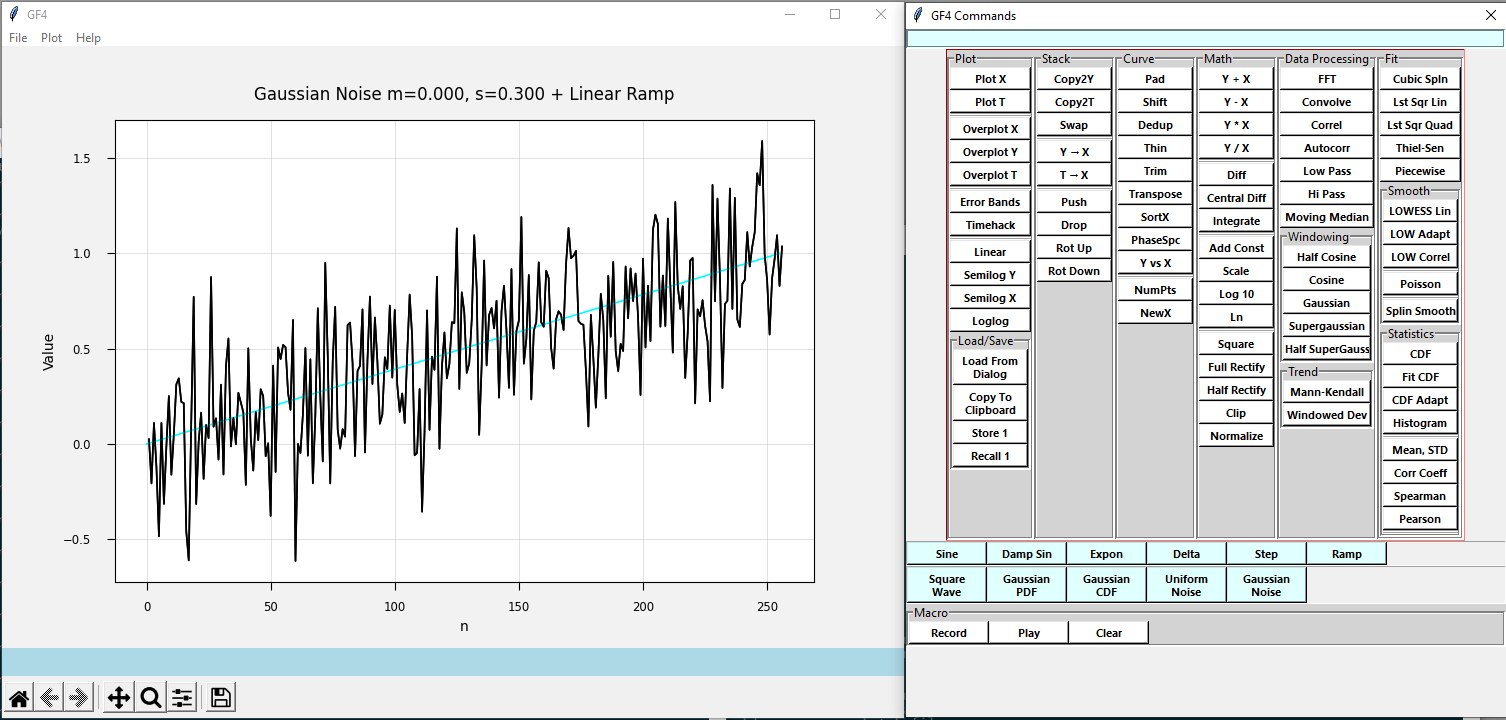 GF4
File Plot Help
Gaussian Noise m=0.000, s=0.300 + Linear Ramp
Value
1.5
1.0
0.5
0.0
−0.5
0 50 100 150 200 250
n
GF4 Commands
Plot
Plot X
Plot T
Overplot X
Overplot Y
Overplot T
Error Bands
Timehack
Linear
Semilog Y
Semilog X
Loglog
Load/Save
Load From
Dialog
Copy To
Clipboard
Store 1
Recall 1
Stack
Copy2Y
Copy2T
Swap
Y → X
T → X
Push
Drop
Rot Up
Rot Down
Curve
Pad
Shift
Dedup
Thin
Trim
Transpose
SortX
PhaseSpc
Y vs X
NumPts
NewX
Math
Y + X
Y - X
Y * X
Y / X
Diff
Central Diff
Integrate
Add Const
Scale
Log 10
Ln
Square
Full Rectify
Half Rectify
Clip
Normalize
Data Processing
FFT
Convolve
Correl
Autocorr
Low Pass
Hi Pass
Moving Median
Windowing
Half Cosine
Cosine
Gaussian
Supergaussian
Half SuperGauss
Trend
Mann-Kendall
Windowed Dev
Fit
Cubic Spln
Lst Sqr Lin
Lst Sqr Quad
Thiel-Sen
Piecewise
Smooth
LOWESS Lin
LOW Adapt
LOW Correl
Poisson
Splin Smooth
Statistics
CDF
Fit CDF
CDF Adapt
Histogram
Mean, STD
Corr Coeff
Spearman
Pearson
Sine Damp Sin Expon Delta Step Ramp
Square
Wave
Gaussian
PDF
Gaussian
CDF
Uniform
Noise
Gaussian
Noise
Macro
Record Play Clear